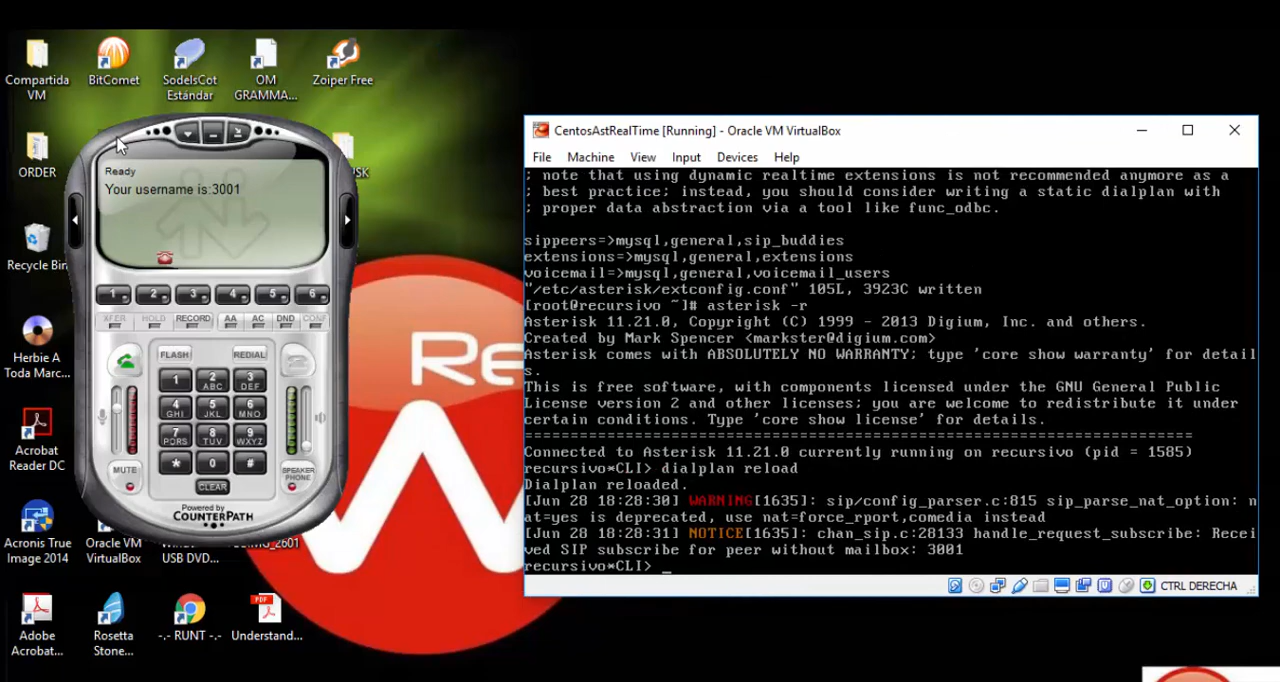 Compartida
VM
BitComet
SodelsCot
Estándar
OM
GRAMMA...
Zoiper Free
ORDER
Recycle Bin
Herbie A
Toda Marc...
Acrobat
Reader DC
Acronis True
Image 2014
Oracle VM
VirtualBox
USB DVD...
Adobe
Acrobat...
Rosetta
Stone...
-.- RUNT -.-
PDF
Understand...
Ready
Your username is:3001
1 2 3 4 5 6
XFER HOLD RECORD AA AC DND CONF
FLASH REDIAL
1 2 ABC 3 DEF
4 GHI 5 JKL 6 MNO
7 PQRS 8 TUV 9 WXYZ
* 0 #
MUTE
CLEAR
SPEAKER
PHONE
Powered by
COUNTERPATH
Re
CentosAstRealTime [Running] - Oracle VM VirtualBox
File Machine View Input Devices Help
; note that using dynamic realtime extensions is not recommended anymore as a
; best practice; instead, you should consider writing a static dialplan with
; proper data abstraction via a tool like func_odbc.
sippeers=>mysql,general,sip_buddies
extensions=>mysql,general,extensions
voicemail=>mysql,general,voicemail_users
"/etc/asterisk/extconfig.conf" 105L, 3923C written
[root@recursivo ~]# asterisk -r
Asterisk 11.21.0, Copyright (C) 1999 - 2013 Digium, Inc. and others.
Created by Mark Spencer <markster@digium.com>
Asterisk comes with ABSOLUTELY NO WARRANTY; type 'core show warranty' for detail
s.
This is free software, with components licensed under the GNU General Public
License version 2 and other licenses; you are welcome to redistribute it under
certain conditions. Type 'core show license' for details.
=========================================================================
Connected to Asterisk 11.21.0 currently running on recursivo (pid = 1585)
recursivo*CLI> dialplan reload
Dialplan reloaded.
[Jun 28 18:28:30] WARNING[1635]: sip/config_parser.c:815 sip_parse_nat_option: n
at=yes is deprecated, use nat=force_rport,comedia instead
[Jun 28 18:28:31] NOTICE[1635]: chan_sip.c:28133 handle_request_subscribe: Recei
ved SIP subscribe for peer without mailbox: 3001
recursivo*CLI> _
CTRL DERECHA